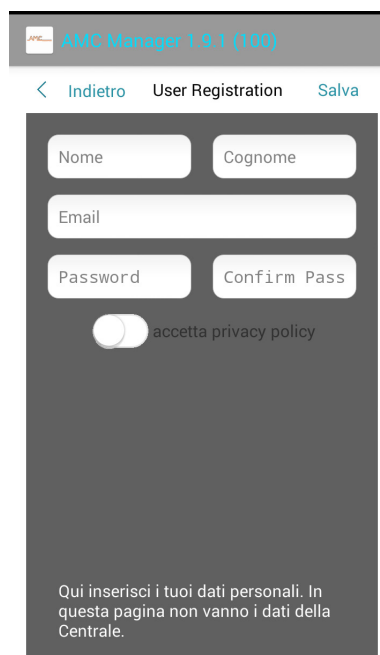 AMC
AMC Manager 1.9.1 (100)
Indietro User Registration Salva
Nome Cognome
Email
Password Confirm Pass
accetta privacy policy
Qui inserisci i tuoi dati personali. In
questa pagina non vanno i dati della
Centrale.